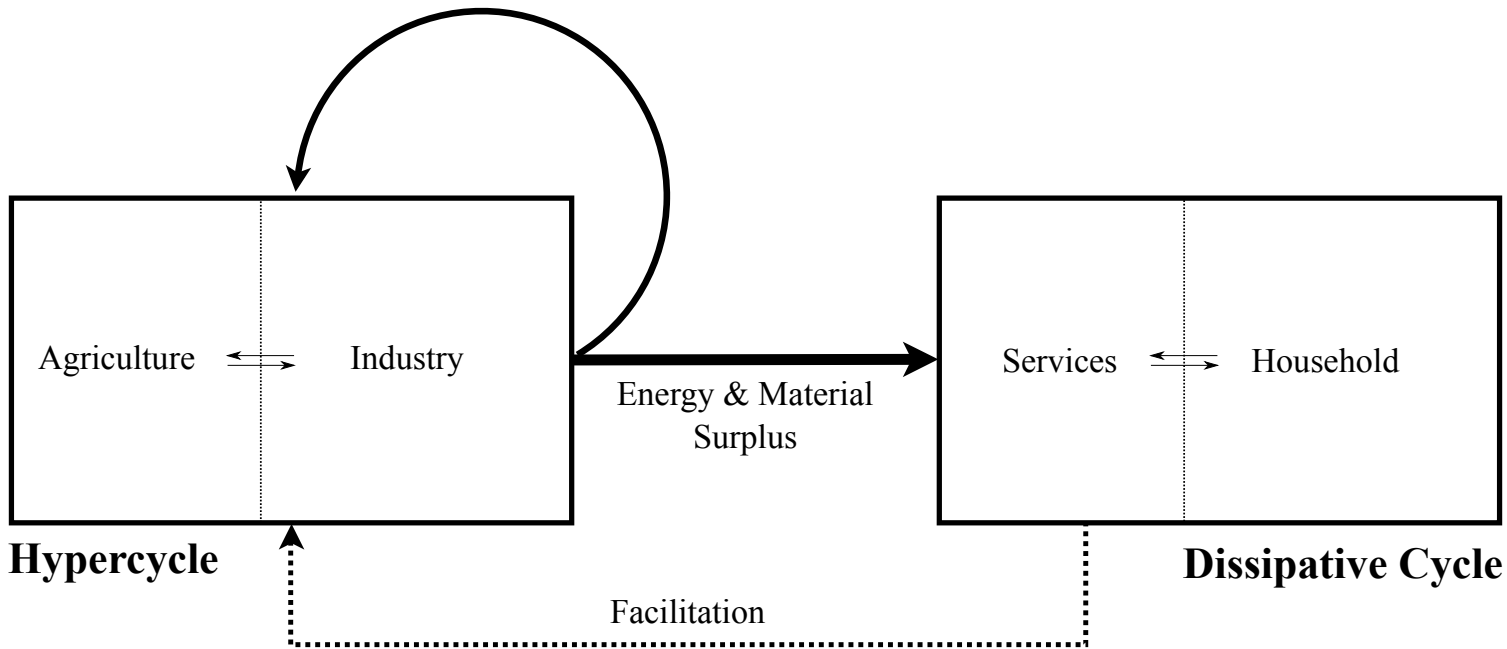 Agriculture
Industry
Energy & Material
Surplus
Services
Household
Hypercycle
Dissipative Cycle
Facilitation